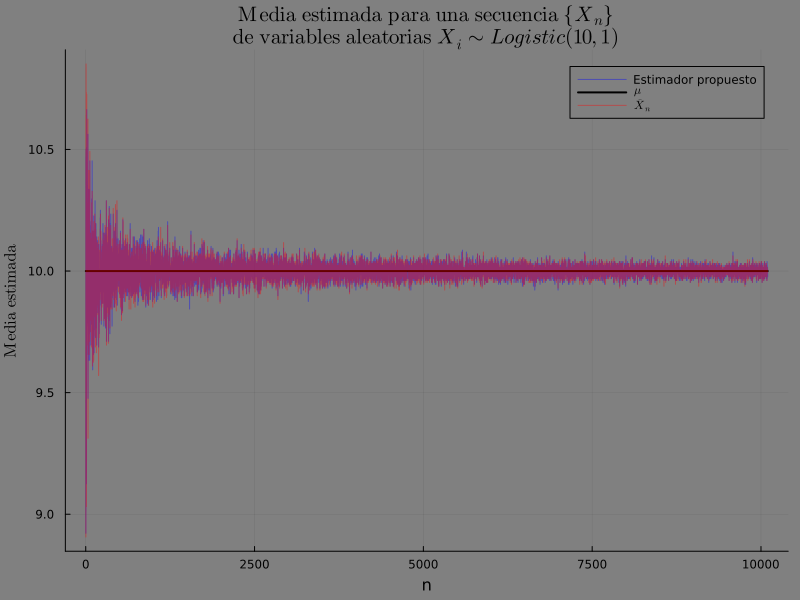 Media estimada para una secuencia {X_n}
de variables aleatorias X_i ∼ Logistic(10, 1)
Estimador propuesto
μ
X̄_n
10.5
10.0
9.5
9.0
Media estimada
0 2500 5000 7500 10000
n